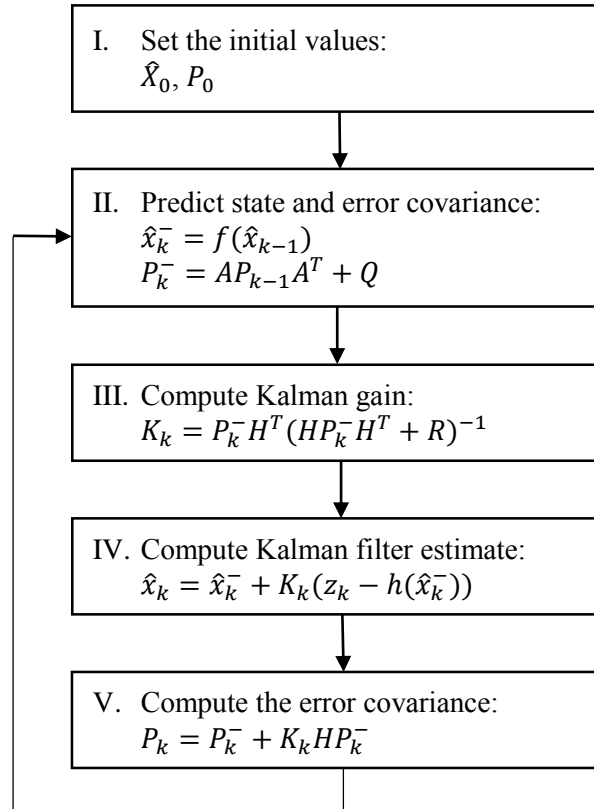 I. Set the initial values:
X̂₀, P₀
II. Predict state and error covariance:
x̂ₖ⁻ = f(x̂ₖ₋₁)
Pₖ⁻ = APₖ₋₁Aᵀ + Q
III. Compute Kalman gain:
Kₖ = Pₖ⁻Hᵀ(HPₖ⁻Hᵀ + R)⁻¹
IV. Compute Kalman filter estimate:
x̂ₖ = x̂ₖ⁻ + Kₖ(zₖ − h(x̂ₖ⁻))
V. Compute the error covariance:
Pₖ = Pₖ⁻ + KₖHPₖ⁻